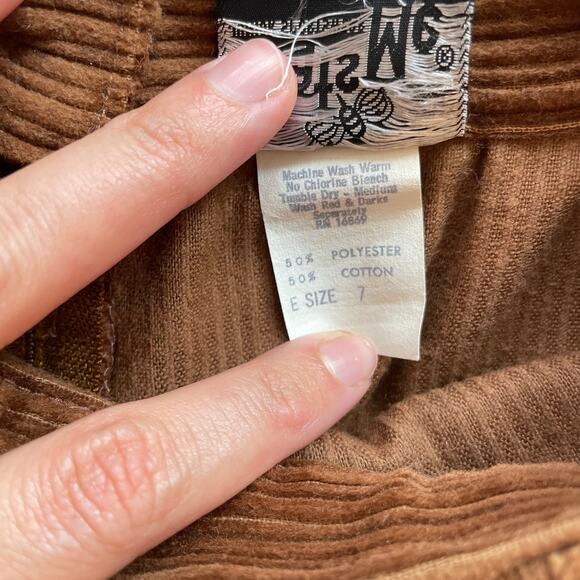 Machine Wash Warm
No Chlorine Bleach
Tumble Dry - Medium
Wash Red & Darks
Separately
RN 16869
50% POLYESTER
50% COTTON
E SIZE 7